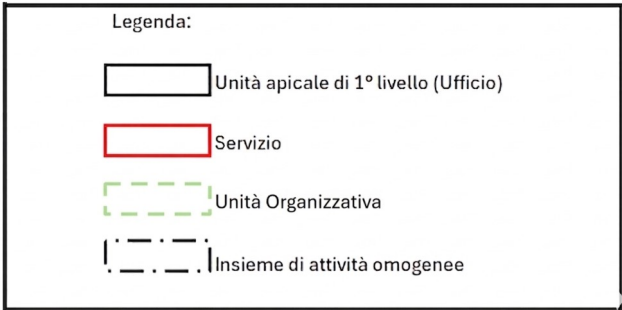 Legenda:
Unità apicale di 1° livello (Ufficio)
Servizio
Unità Organizzativa
Insieme di attività omogenee